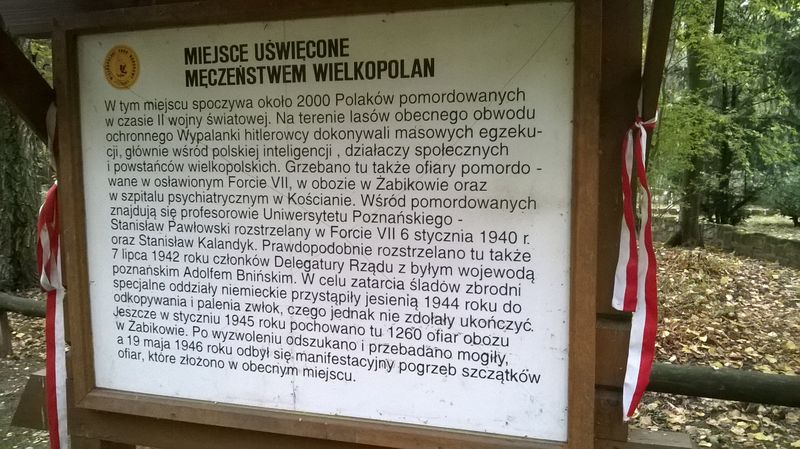 MIEJSCE UŚWIĘCONE
MĘCZEŃSTWEM WIELKOPOLAN
W tym miejscu spoczywa około 2000 Polaków pomordowanych
w czasie II wojny światowej. Na terenie lasów obecnego obwodu
ochronnego Wypalanki hitlerowcy dokonywali masowych egzeku-
cji, głównie wśród polskiej inteligencji , działaczy społecznych
i powstańców wielkopolskich. Grzebano tu także ofiary pomordo -
wane w osławionym Forcie VII, w obozie w Żabikowie oraz
w szpitalu psychiatrycznym w Kościanie. Wśród pomordowanych
znajdują się profesorowie Uniwersytetu Poznańskiego -
Stanisław Pawłowski rozstrzelany w Forcie VII 6 stycznia 1940 r.
oraz Stanisław Kalandyk. Prawdopodobnie rozstrzelano tu także
7 lipca 1942 roku członków Delegatury Rządu z byłym wojewodą
poznańskim Adolfem Bnińskim. W celu zatarcia śladów zbrodni
specjalne oddziały niemieckie przystąpiły jesienią 1944 roku do
odkopywania i palenia zwłok, czego jednak nie zdołały ukończyć.
Jeszcze w styczniu 1945 roku pochowano tu 1260 ofiar obozu
w Żabikowie. Po wyzwoleniu odszukano i przebadano mogiły,
a 19 maja 1946 roku odbył się manifestacyjny pogrzeb szczątków
ofiar, które złożono w obecnym miejscu.